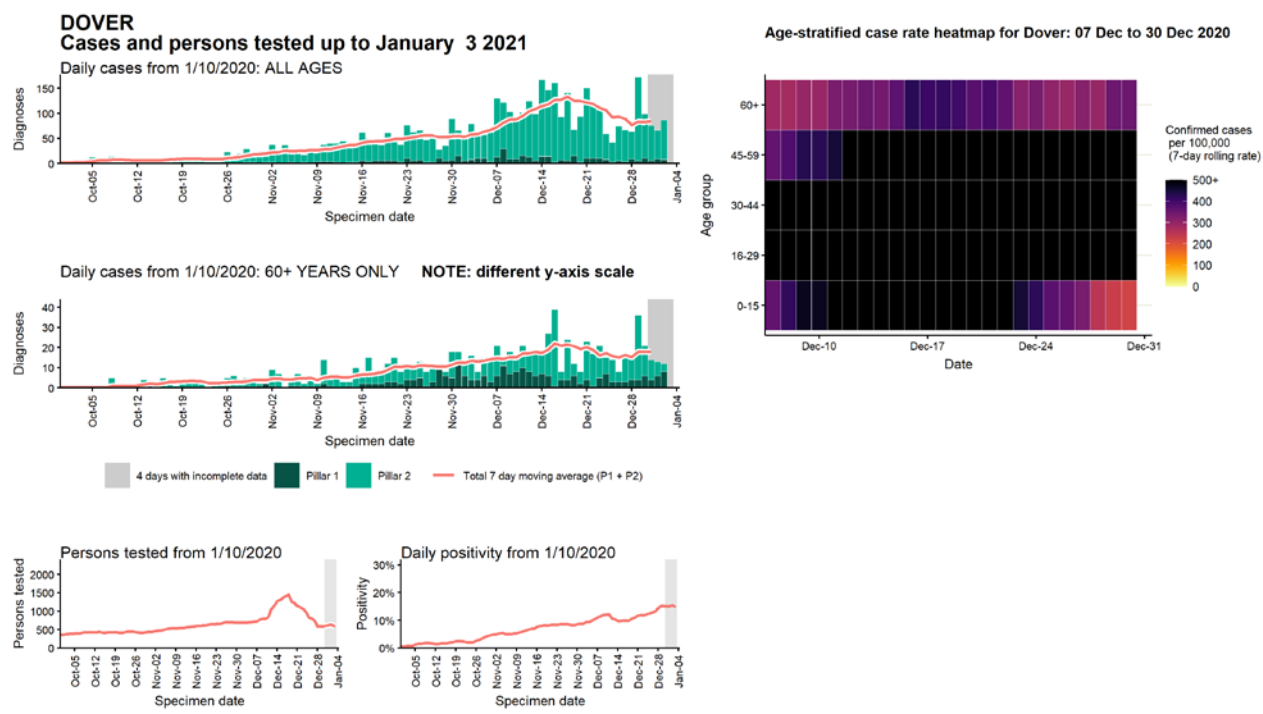 DOVER
Cases and persons tested up to January 3 2021
Daily cases from 1/10/2020: ALL AGES
Diagnoses
150
100
50
0
Oct-05 Oct-12 Oct-19 Oct-26 Nov-02 Nov-09 Nov-16 Nov-23 Nov-30 Dec-07 Dec-14 Dec-21 Dec-28 Jan-04
Specimen date
Daily cases from 1/10/2020: 60+ YEARS ONLY NOTE: different y-axis scale
Diagnoses
40
30
20
10
0
Oct-05 Oct-12 Oct-19 Oct-26 Nov-02 Nov-09 Nov-16 Nov-23 Nov-30 Dec-07 Dec-14 Dec-21 Dec-28 Jan-04
Specimen date
4 days with incomplete data Pillar 1 Pillar 2 Total 7 day moving average (P1 + P2)
Persons tested from 1/10/2020
Persons tested
2000
1500
1000
500
0
Oct-05 Oct-12 Oct-19 Oct-26 Nov-02 Nov-09 Nov-16 Nov-23 Nov-30 Dec-07 Dec-14 Dec-21 Dec-28 Jan-04
Specimen date
Daily positivity from 1/10/2020
Positivity
30%
20%
10%
0%
Oct-05 Oct-12 Oct-19 Oct-26 Nov-02 Nov-09 Nov-16 Nov-23 Nov-30 Dec-07 Dec-14 Dec-21 Dec-28 Jan-04
Specimen date
Age-stratified case rate heatmap for Dover: 07 Dec to 30 Dec 2020
Age group
60+
45-59
30-44
16-29
0-15
Dec-10 Dec-17 Dec-24 Dec-31
Date
Confirmed cases
per 100,000
(7-day rolling rate)
500+
400
300
200
100
0